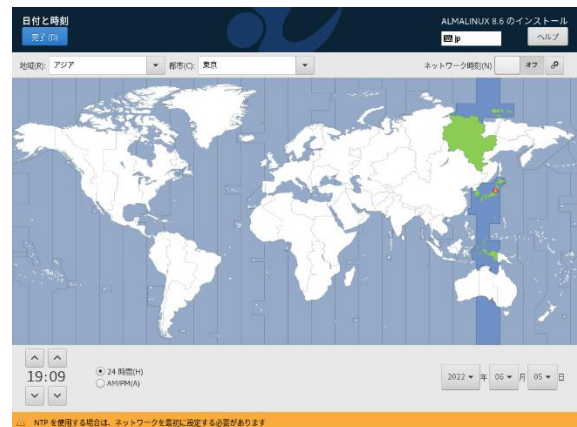 日付と時刻
ALMALINUX 8.6 のインストール
完了(D)
jp
ヘルプ
地域(R): アジア
都市(C): 東京
ネットワーク時刻(N)
オフ
19:09
24 時間(H)
AM/PM(A)
2022 年 06 月 05 日
NTP を使用する場合は、ネットワークを最初に設定する必要があります